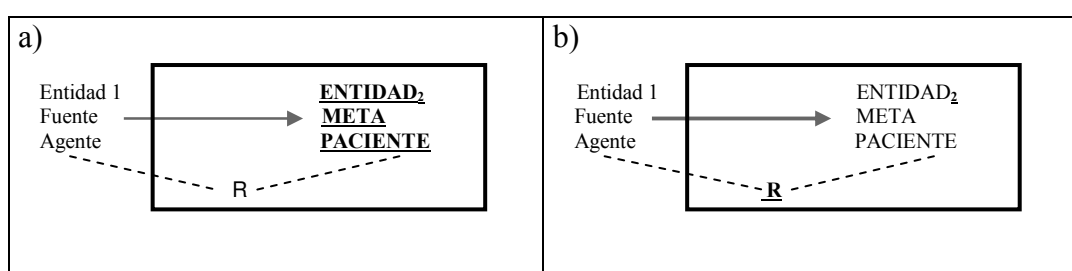 a)
Entidad 1
ENTIDAD₂
Fuente
META
Agente
PACIENTE
R
b)
Entidad 1
ENTIDAD₂
Fuente
META
Agente
PACIENTE
R